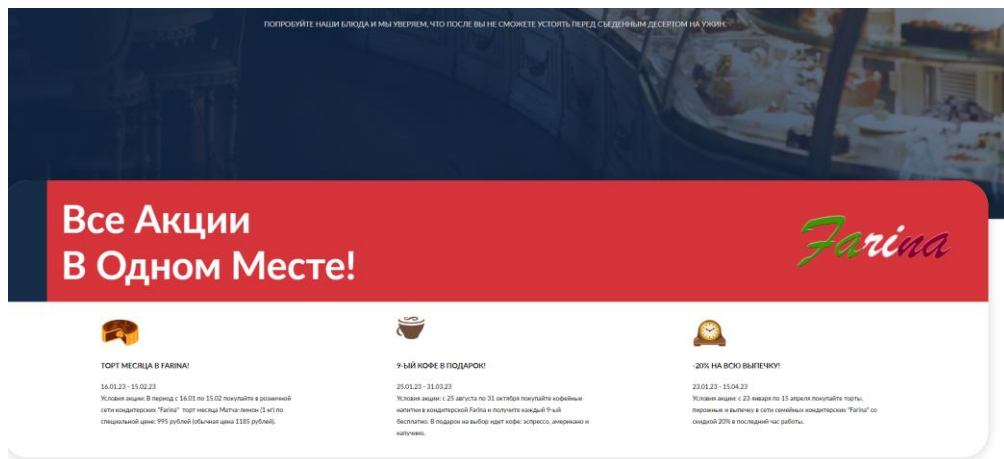 ПОПРОБУЙТЕ НАШИ БЛЮДА И МЫ УВЕРЯЕМ, ЧТО ПОСЛЕ ВЫ НЕ СМОЖЕТЕ УСТОЯТЬ ПЕРЕД СЪЕДЕННЫМ ДЕСЕРТОМ НА УЖИН.
Все Акции
В Одном Месте!
Farina
ТОРТ МЕСЯЦА В FARINA!
16.01.23 - 15.02.23
Условия акции: В период с 16.01 по 15.02 покупайте в розничной
сети кондитерских "Farina" торт месяца Матча-лимон (1 кг) по
специальной цене: 995 рублей (обычная цена 1185 рублей).
9-ЫЙ КОФЕ В ПОДАРОК!
25.01.23 - 31.03.23
Условия акции: с 25 августа по 31 октября покупайте кофейные
напитки в кондитерской Farina и получите каждый 9-ый
бесплатно. В подарок на выбор идет кофе: эспрессо, американо и
капучино.
-20% НА ВСЮ ВЫПЕЧКУ!
23.01.23 - 15.04.23
Условия акции: с 23 января по 15 апреля покупайте торты,
пирожные и выпечку в сети семейных кондитерских "Farina" со
скидкой 20% в последний час работы.